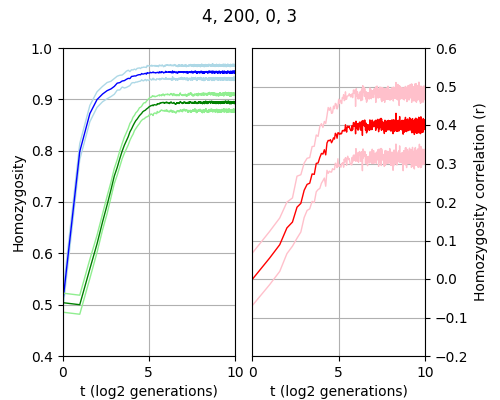 4, 200, 0, 3
1.0
0.9
0.8
0.7
0.6
0.5
0.4
Homozygosity
0 5 10
t (log2 generations)
0.6
0.5
0.4
0.3
0.2
0.1
0.0
−0.1
−0.2
Homozygosity correlation (r)
0 5 10
t (log2 generations)